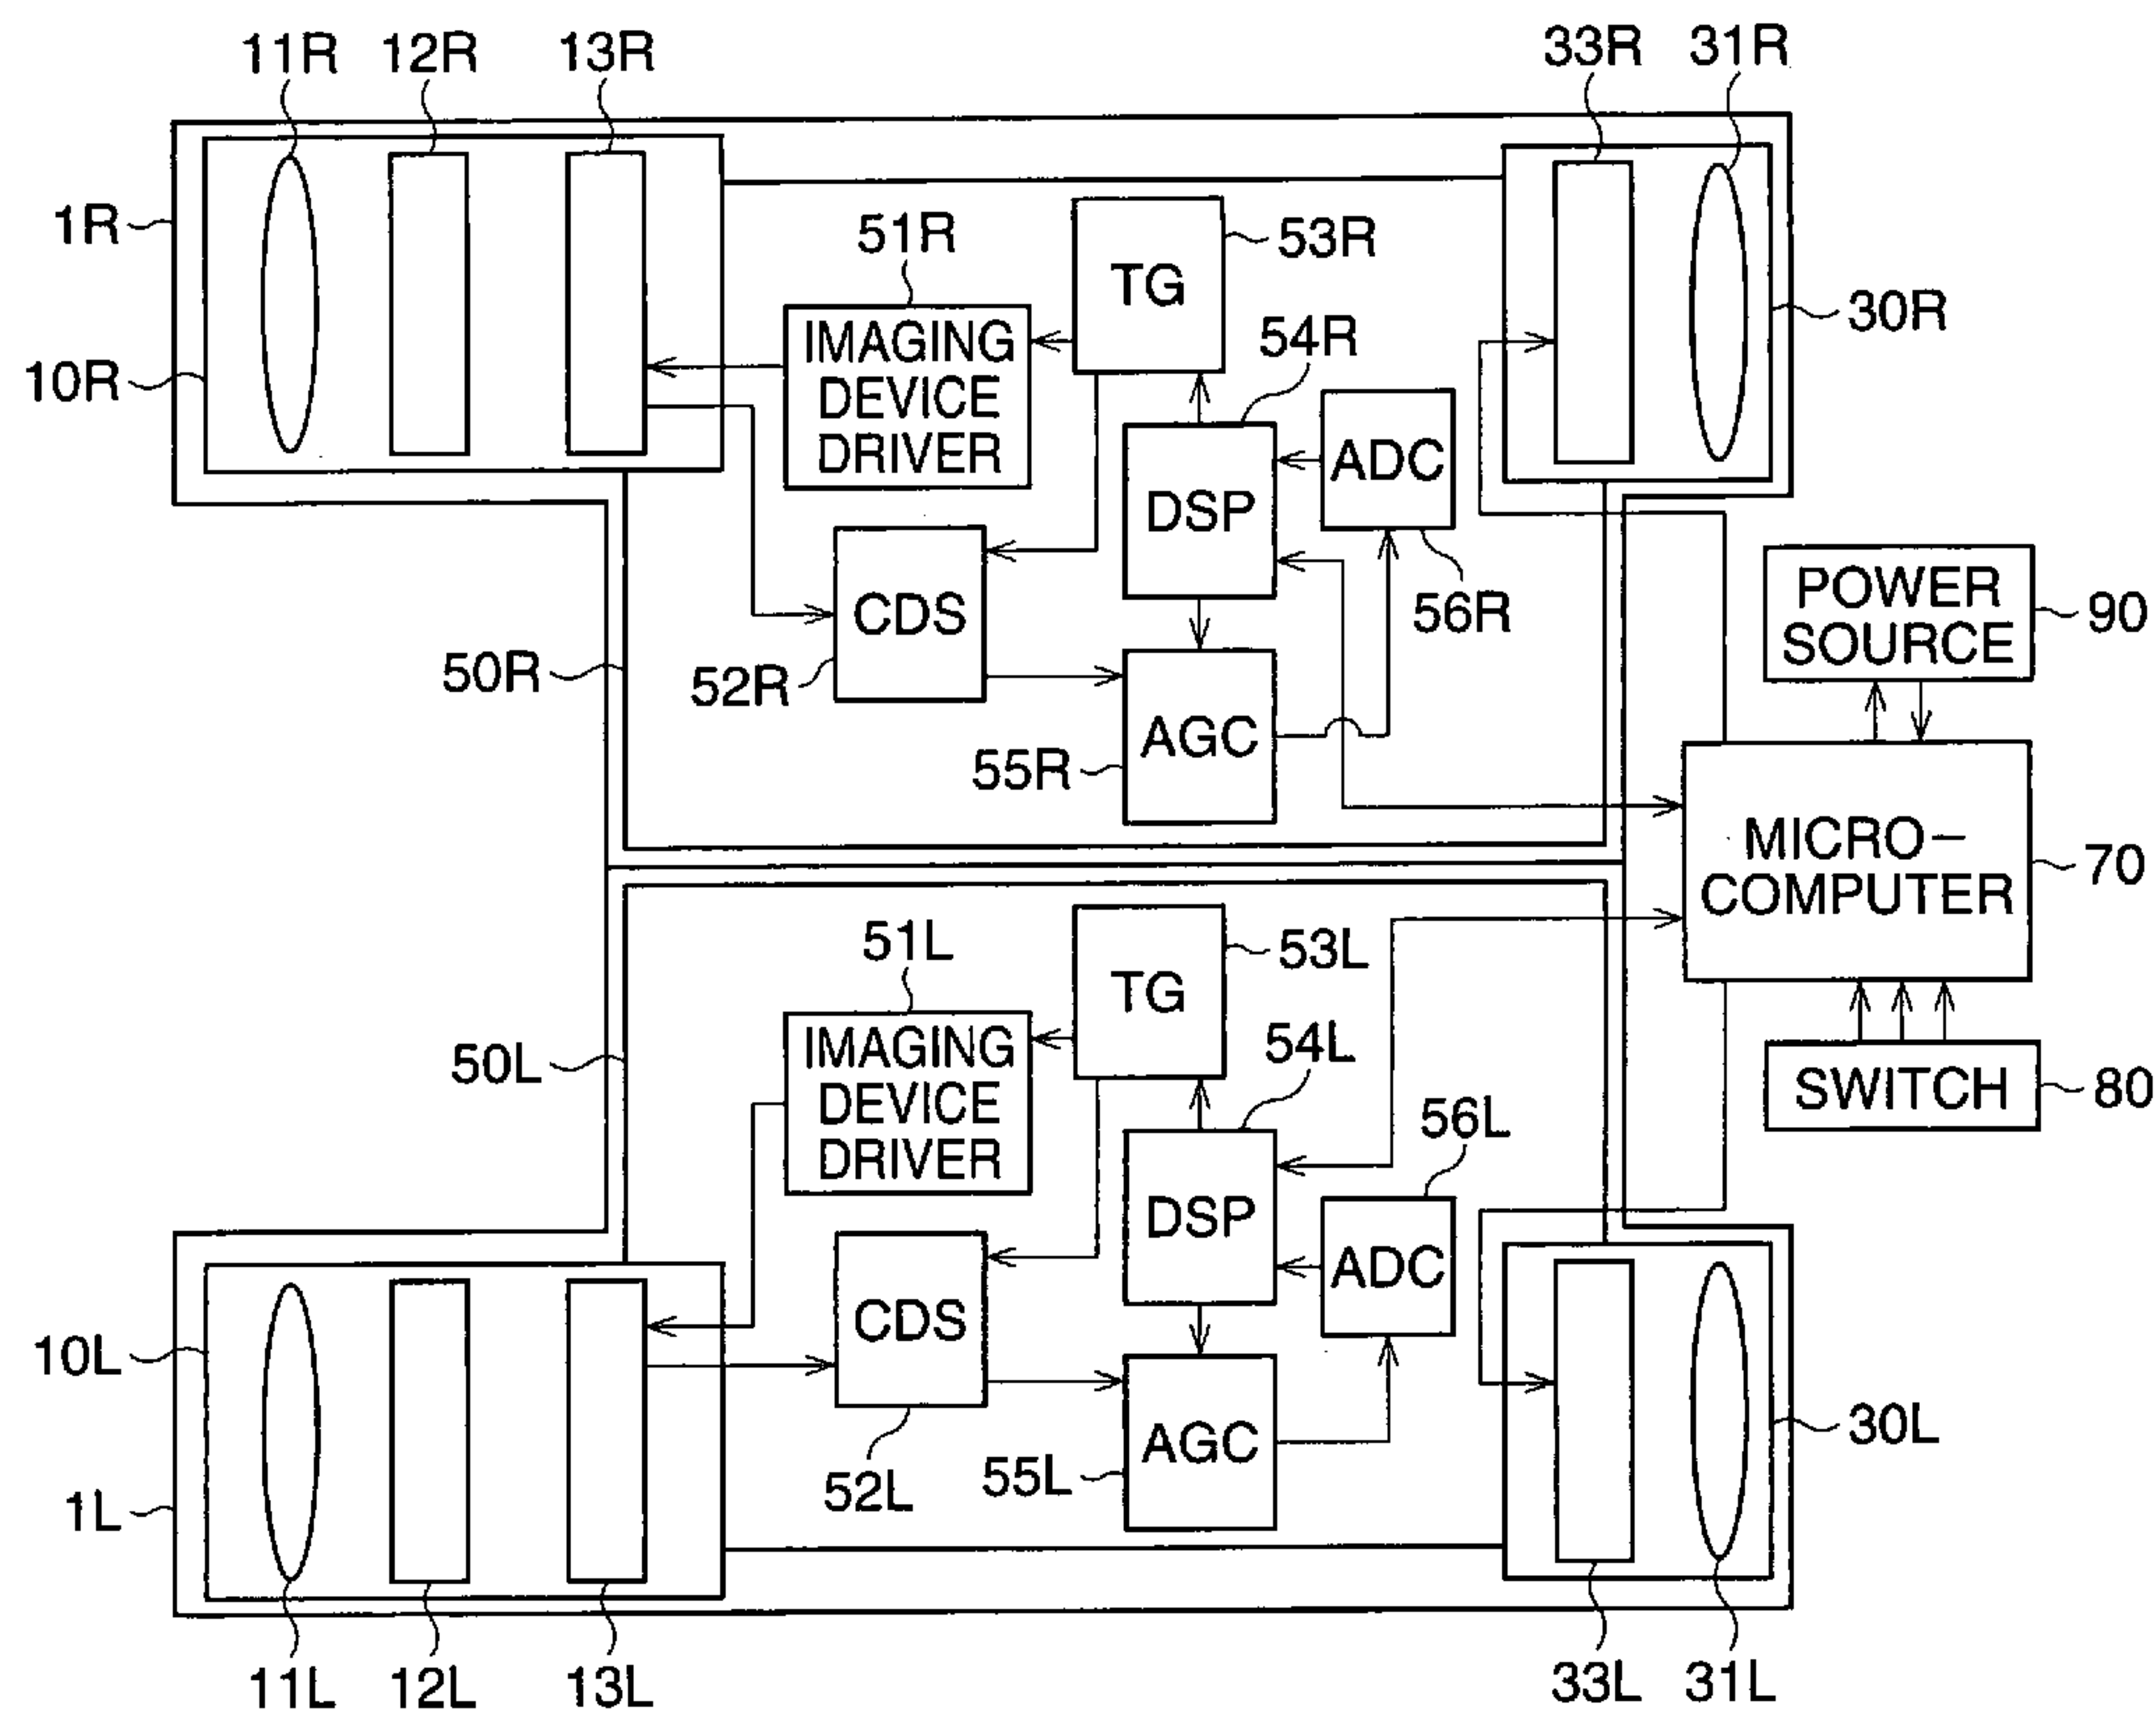 11R 12R 13R 33R 31R
1R
51R
53R
TG
10R
IMAGING
DEVICE
DRIVER
54R
30R
ADC
DSP
CDS
56R
POWER
SOURCE
90
50R
52R
AGC
55R
MICRO-
COMPUTER
70
51L
53L
TG
50L
IMAGING
DEVICE
DRIVER
54L
SWITCH
80
56L
DSP
ADC
CDS
10L
30L
AGC
52L
55L
1L
11L 12L 13L 33L 31L